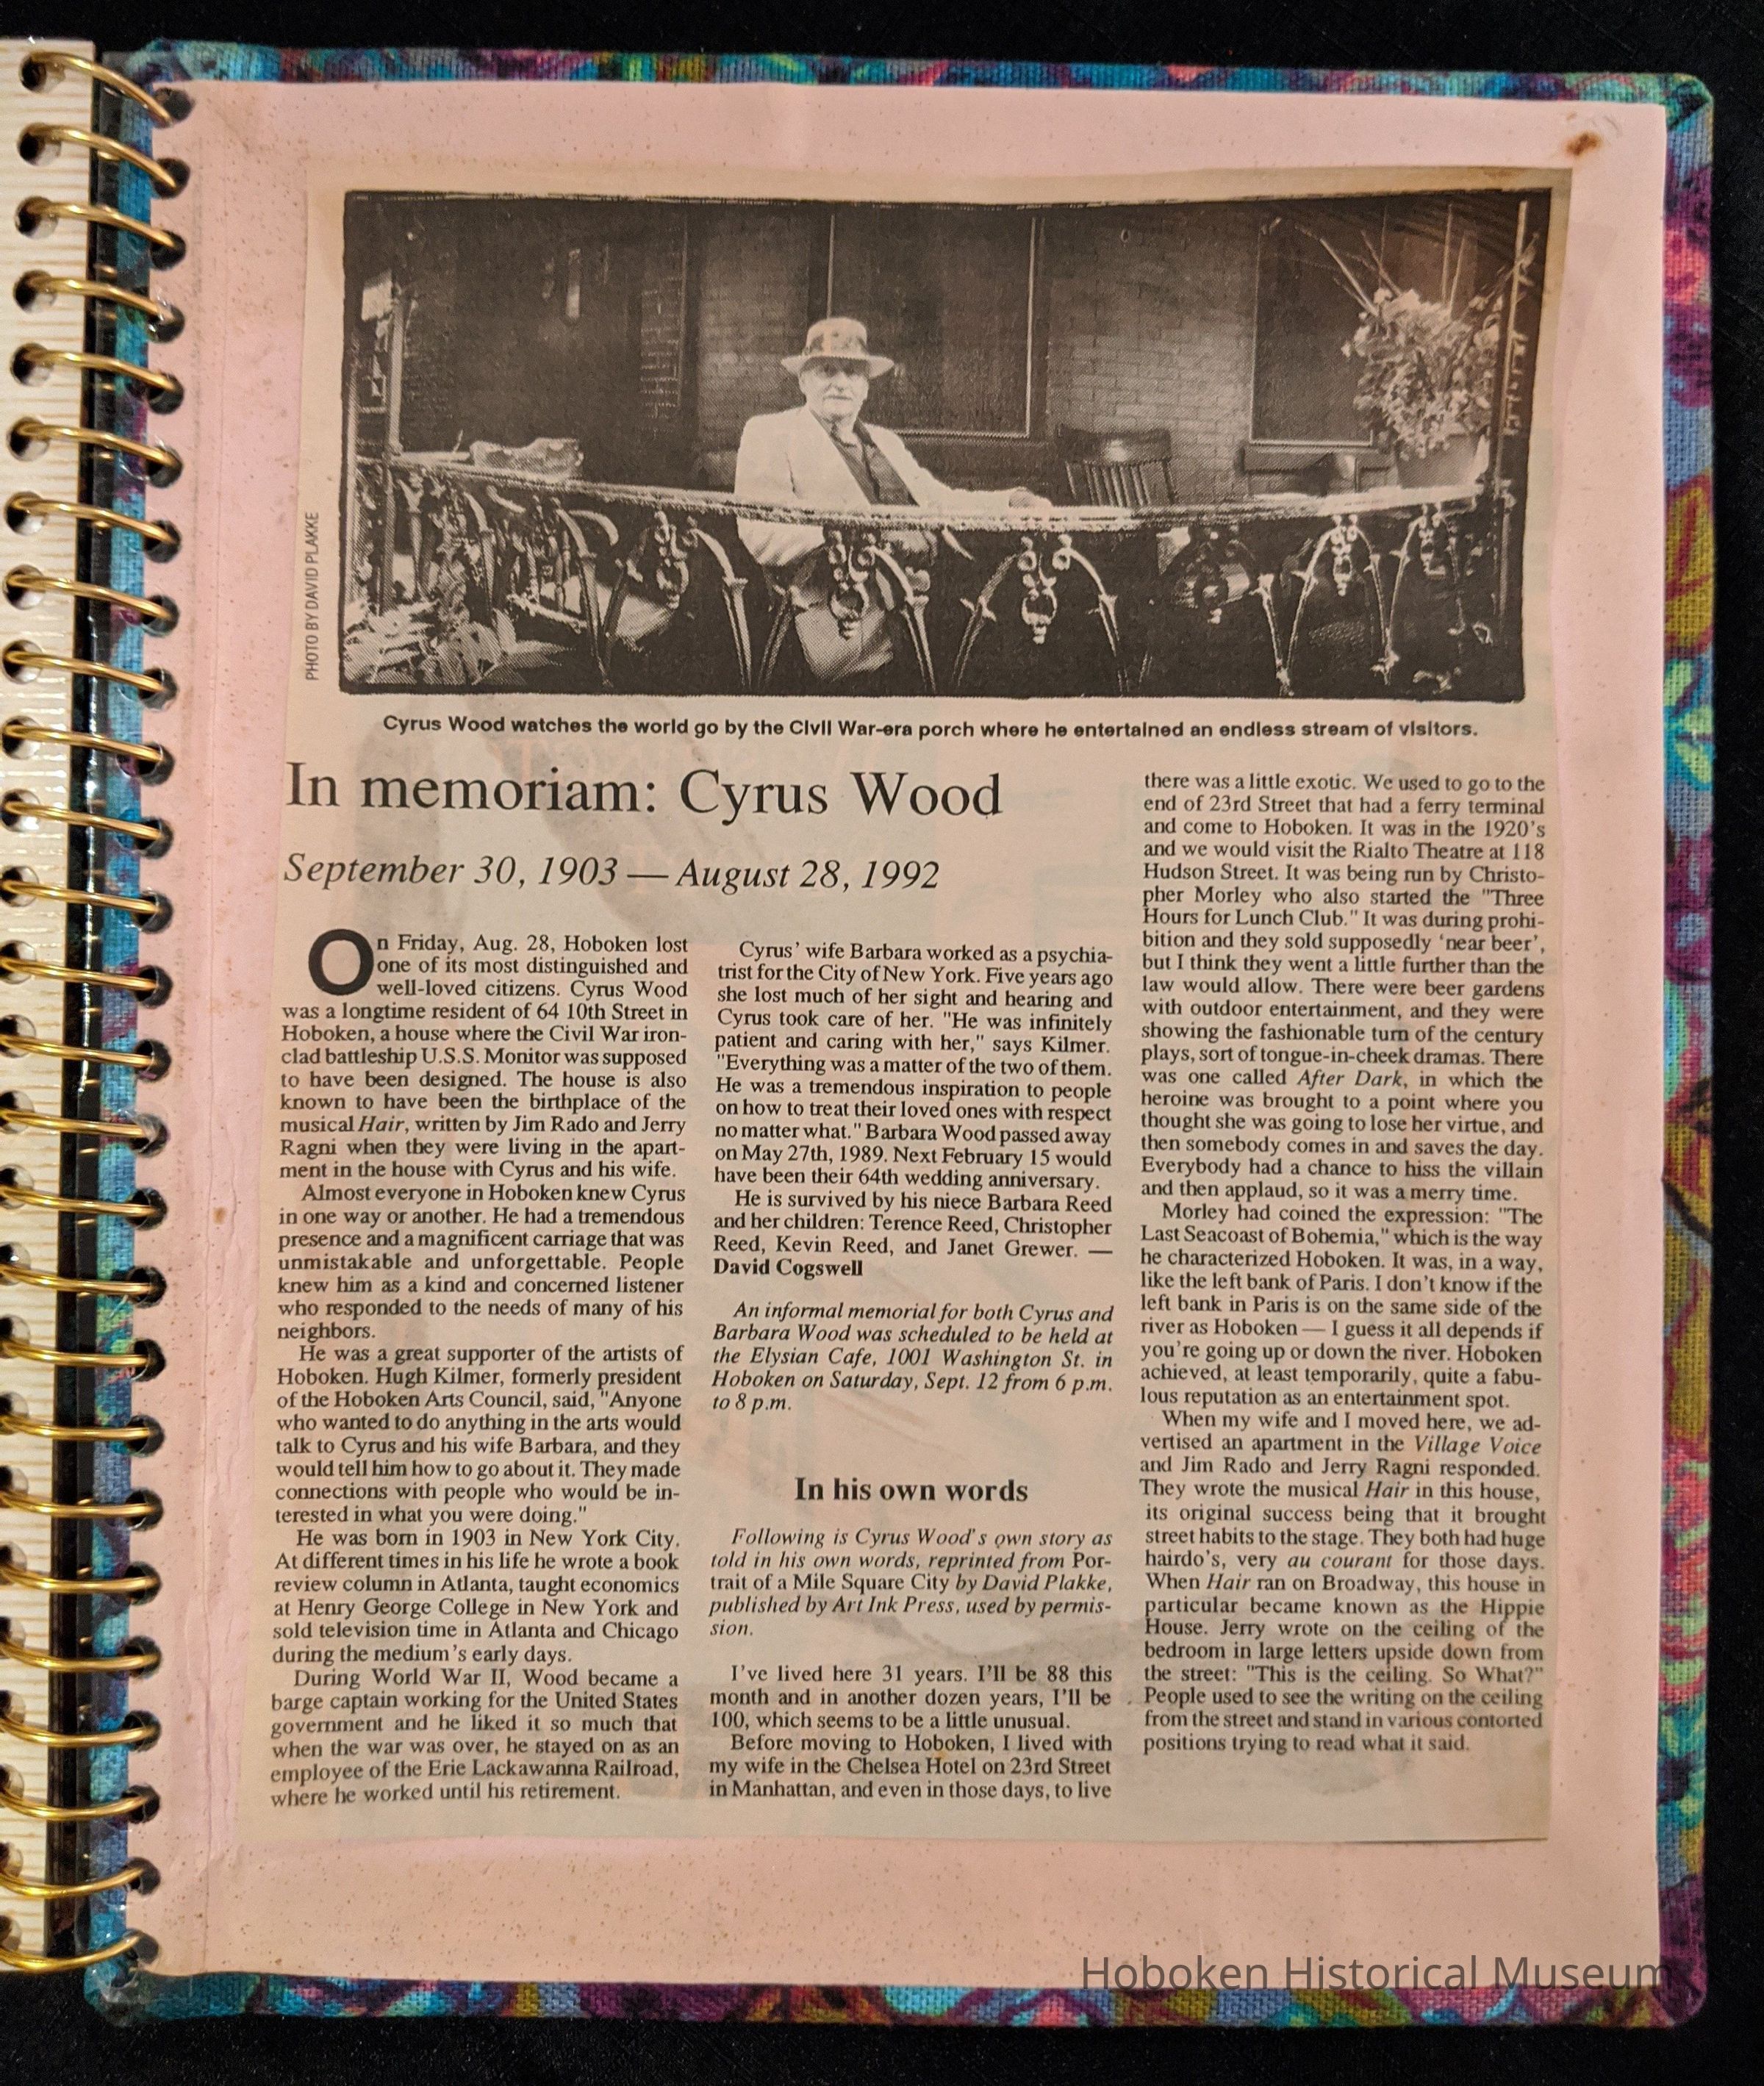 PHOTO BY DAVID PLAKKE
Cyrus Wood watches the world go by the Civil War-era porch where he entertained an endless stream of visitors.
In memoriam: Cyrus Wood
September 30, 1903 — August 28, 1992
On Friday, Aug. 28, Hoboken lost
one of its most distinguished and
well-loved citizens. Cyrus Wood
was a longtime resident of 64 10th Street in
Hoboken, a house where the Civil War iron-
clad battleship U.S.S. Monitor was supposed
to have been designed. The house is also
known to have been the birthplace of the
musical Hair, written by Jim Rado and Jerry
Ragni when they were living in the apart-
ment in the house with Cyrus and his wife.
Almost everyone in Hoboken knew Cyrus
in one way or another. He had a tremendous
presence and a magnificent carriage that was
unmistakable and unforgettable. People
knew him as a kind and concerned listener
who responded to the needs of many of his
neighbors.
He was a great supporter of the artists of
Hoboken. Hugh Kilmer, formerly president
of the Hoboken Arts Council, said, "Anyone
who wanted to do anything in the arts would
talk to Cyrus and his wife Barbara, and they
would tell him how to go about it. They made
connections with people who would be in-
terested in what you were doing."
He was born in 1903 in New York City.
At different times in his life he wrote a book
review column in Atlanta, taught economics
at Henry George College in New York and
sold television time in Atlanta and Chicago
during the medium's early days.
During World War II, Wood became a
barge captain working for the United States
government and he liked it so much that
when the war was over, he stayed on as an
employee of the Erie Lackawanna Railroad,
where he worked until his retirement.
Cyrus' wife Barbara worked as a psychia-
trist for the City of New York. Five years ago
she lost much of her sight and hearing and
Cyrus took care of her. "He was infinitely
patient and caring with her," says Kilmer.
"Everything was a matter of the two of them.
He was a tremendous inspiration to people
on how to treat their loved ones with respect
no matter what." Barbara Wood passed away
on May 27th, 1989. Next February 15 would
have been their 64th wedding anniversary.
He is survived by his niece Barbara Reed
and her children: Terence Reed, Christopher
Reed, Kevin Reed, and Janet Grewer. —
David Cogswell
An informal memorial for both Cyrus and
Barbara Wood was scheduled to be held at
the Elysian Cafe, 1001 Washington St. in
Hoboken on Saturday, Sept. 12 from 6 p.m.
to 8 p.m.
In his own words
Following is Cyrus Wood's own story as
told in his own words, reprinted from Por-
trait of a Mile Square City by David Plakke,
published by Art Ink Press, used by permis-
sion.
I've lived here 31 years. I'll be 88 this
month and in another dozen years, I'll be
100, which seems to be a little unusual.
Before moving to Hoboken, I lived with
my wife in the Chelsea Hotel on 23rd Street
in Manhattan, and even in those days, to live
there was a little exotic. We used to go to the
end of 23rd Street that had a ferry terminal
and come to Hoboken. It was in the 1920's
and we would visit the Rialto Theatre at 118
Hudson Street. It was being run by Christo-
pher Morley who also started the "Three
Hours for Lunch Club." It was during prohi-
bition and they sold supposedly 'near beer',
but I think they went a little further than the
law would allow. There were beer gardens
with outdoor entertainment, and they were
showing the fashionable turn of the century
plays, sort of tongue-in-cheek dramas. There
was one called After Dark, in which the
heroine was brought to a point where you
thought she was going to lose her virtue, and
then somebody comes in and saves the day.
Everybody had a chance to hiss the villain
and then applaud, so it was a merry time.
Morley had coined the expression: "The
Last Seacoast of Bohemia," which is the way
he characterized Hoboken. It was, in a way,
like the left bank of Paris. I don't know if the
left bank in Paris is on the same side of the
river as Hoboken — I guess it all depends if
you're going up or down the river. Hoboken
achieved, at least temporarily, quite a fabu-
lous reputation as an entertainment spot.
When my wife and I moved here, we ad-
vertised an apartment in the Village Voice
and Jim Rado and Jerry Ragni responded.
They wrote the musical Hair in this house,
its original success being that it brought
street habits to the stage. They both had huge
hairdo's, very au courant for those days.
When Hair ran on Broadway, this house in
particular became known as the Hippie
House. Jerry wrote on the ceiling of the
bedroom in large letters upside down from
the street: "This is the ceiling. So What?"
People used to see the writing on the ceiling
from the street and stand in various contorted
positions trying to read what it said.
Hoboken Historical Museum